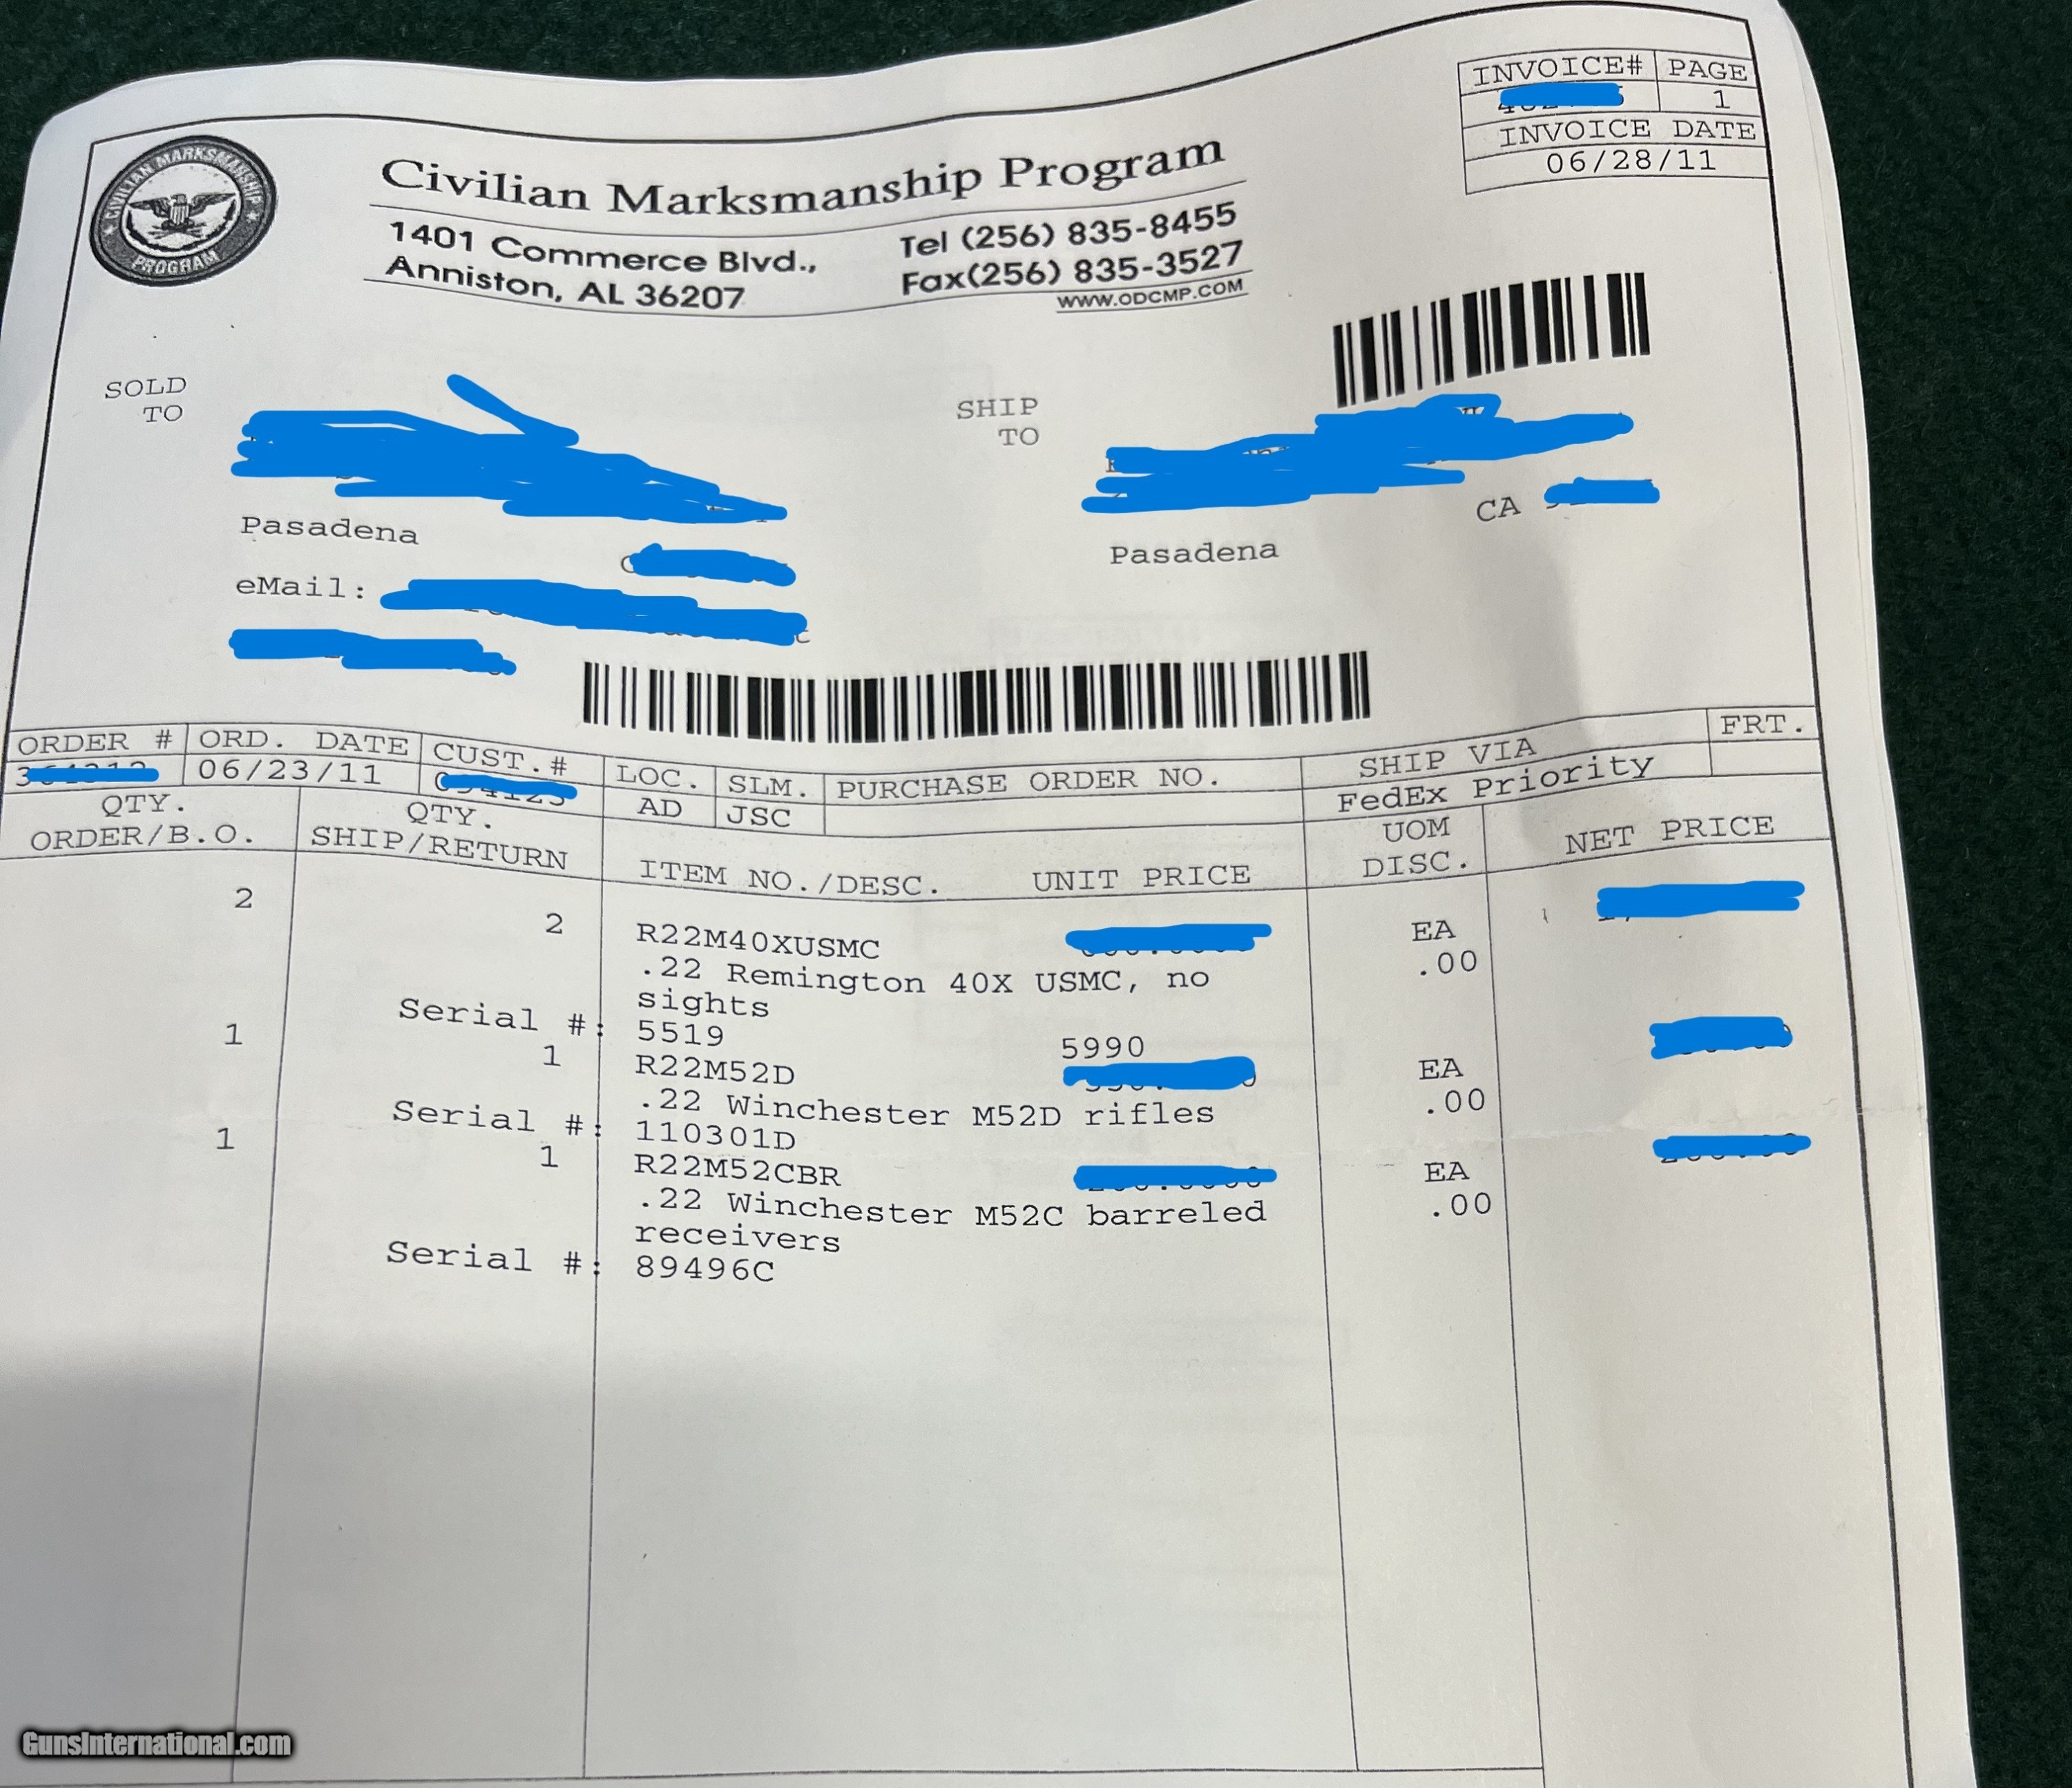 INVOICE# PAGE
1
INVOICE DATE
06/28/11
CIVILIAN MARKSMANSHIP PROGRAM
Civilian Marksmanship Program
1401 Commerce Blvd., Tel (256) 835-8455
Anniston, AL 36207 Fax(256) 835-3527
WWW.ODCMP.COM
SOLD TO
SHIP TO
CA
Pasadena
Pasadena
eMail:
ORDER # ORD. DATE CUST.# LOC. SLM. PURCHASE ORDER NO. SHIP VIA FRT.
06/23/11 AD JSC FedEx Priority
QTY. ORDER/B.O. QTY. SHIP/RETURN ITEM NO./DESC. UNIT PRICE UOM DISC. NET PRICE
2 2 R22M40XUSMC EA
.22 Remington 40X USMC, no .00
sights
Serial #: 5519 5990
1 1 R22M52D EA
.22 Winchester M52D rifles .00
Serial #: 110301D
1 1 R22M52CBR EA
.22 Winchester M52C barreled .00
receivers
Serial #: 89496C
GunsInternational.com